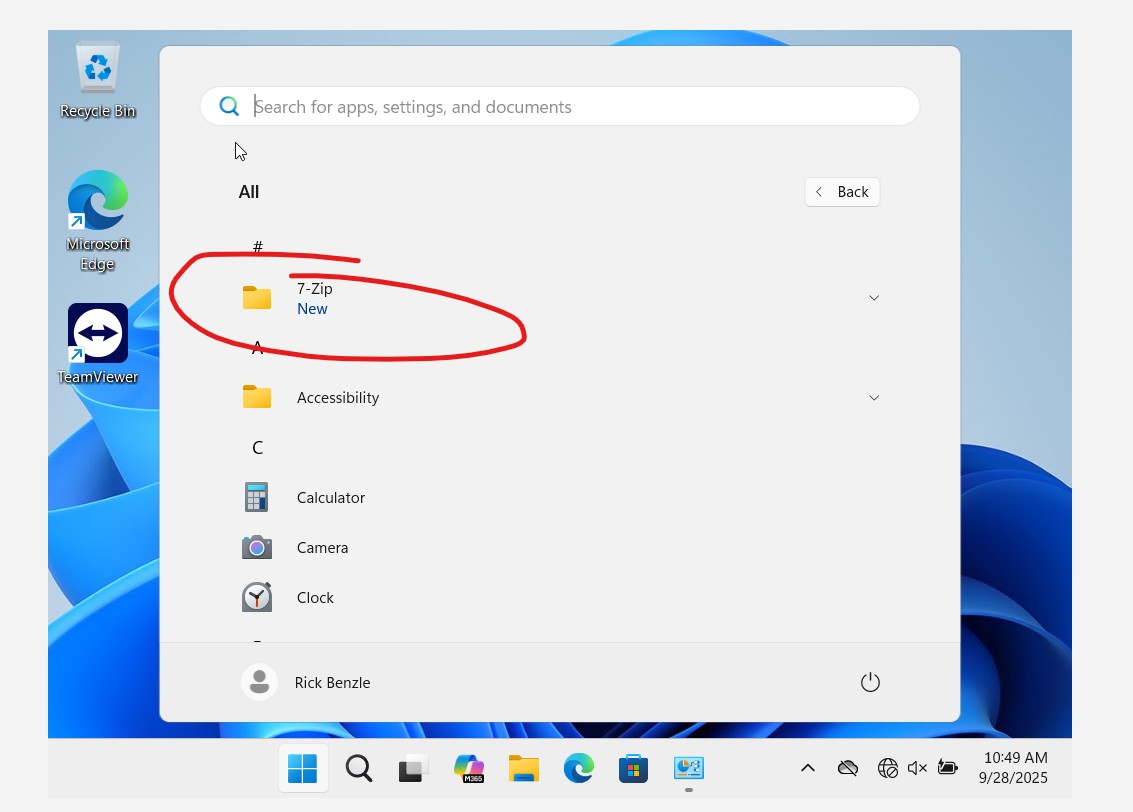 Recycle Bin
Search for apps, settings, and documents
All
Back
Microsoft
Edge
#
7-Zip
New
A
TeamViewer
Accessibility
C
Calculator
Camera
Clock
Rick Benzle
M365
10:49 AM
9/28/2025